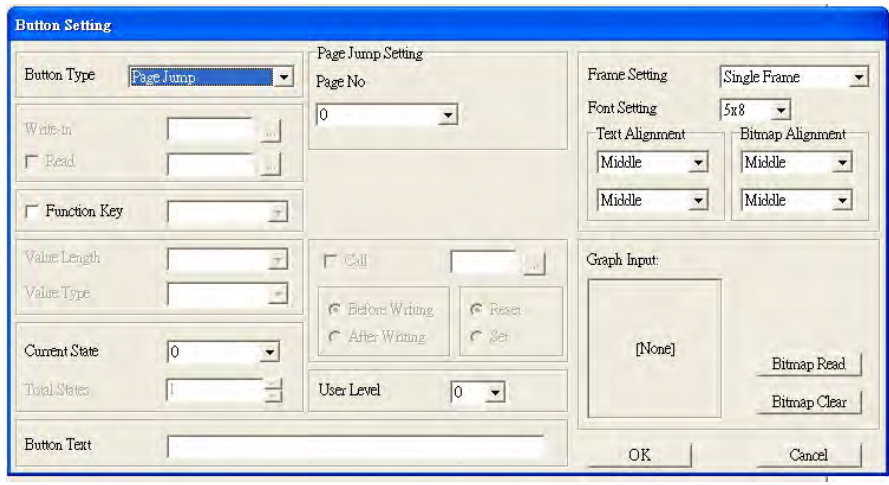 Button Setting
Button Type
Page Jump
Write-in
...
Read
...
Function Key
Value Length
Value Type
Current State
0
Total States
1
Button Text
Page Jump Setting
Page No
0
Call
...
Before Writing
After Writing
Reset
Set
User Level
0
Frame Setting
Single Frame
Font Setting
5x8
Text Alignment
Middle
Middle
Bitmap Alignment
Middle
Middle
Graph Input:
[None]
Bitmap Read
Bitmap Clear
OK
Cancel